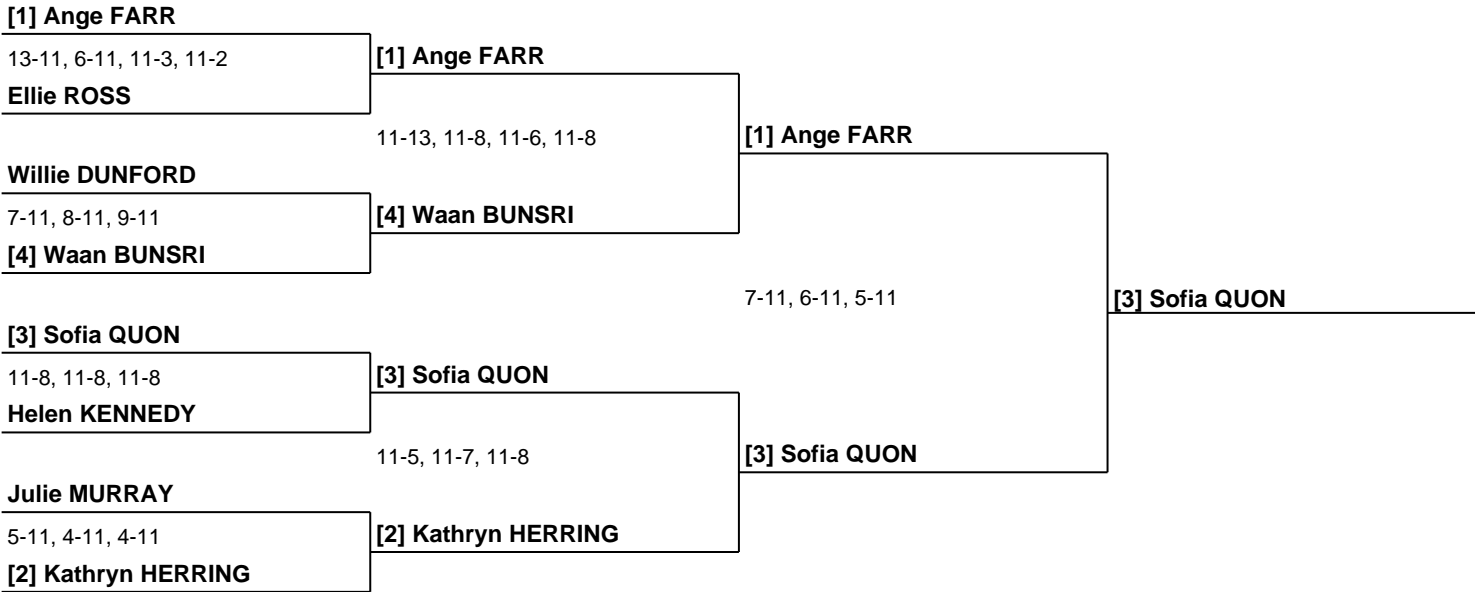 [1] Ange FARR
13-11, 6-11, 11-3, 11-2
Ellie ROSS
Willie DUNFORD
7-11, 8-11, 9-11
[4] Waan BUNSRI
[3] Sofia QUON
11-8, 11-8, 11-8
Helen KENNEDY
Julie MURRAY
5-11, 4-11, 4-11
[2] Kathryn HERRING
[1] Ange FARR
11-13, 11-8, 11-6, 11-8
[4] Waan BUNSRI
[3] Sofia QUON
11-5, 11-7, 11-8
[2] Kathryn HERRING
[1] Ange FARR
7-11, 6-11, 5-11
[3] Sofia QUON
[3] Sofia QUON